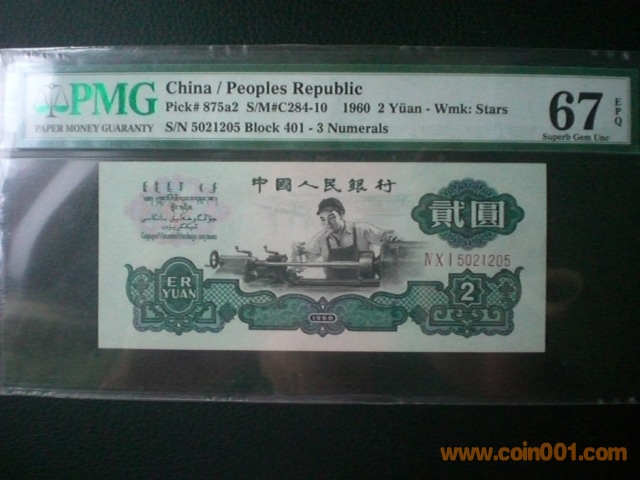 PMG
PAPER MONEY GUARANTY
China / Peoples Republic
Pick# 875a2 S/M#C284-10 1960 2 Yüan - Wmk: Stars
S/N 5021205 Block 401 - 3 Numerals
67 EPQ
Superb Gem Unc
中國人民銀行
貳圓
ⅣⅩⅠ 5021205
ER
YUAN
2
1960
www.coin001.com